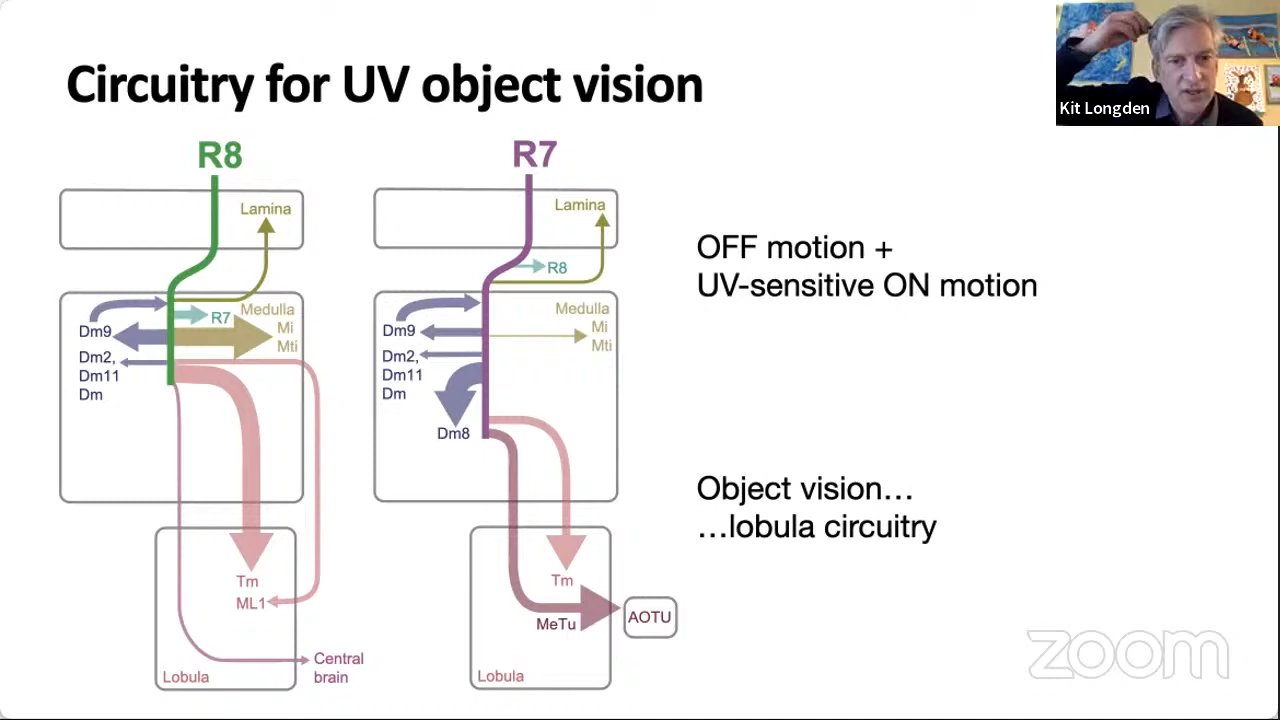 Circuitry for UV object vision
Kit Longden
R8
Lamina
R7
Medulla
Mi
Mti
Dm9
Dm2,
Dm11
Dm
Tm
ML1
Central
brain
Lobula
R7
Lamina
R8
Medulla
Mi
Mti
Dm9
Dm2,
Dm11
Dm
Dm8
Tm
MeTu
AOTU
Lobula
OFF motion +
UV-sensitive ON motion
Object vision…
…lobula circuitry
zoom